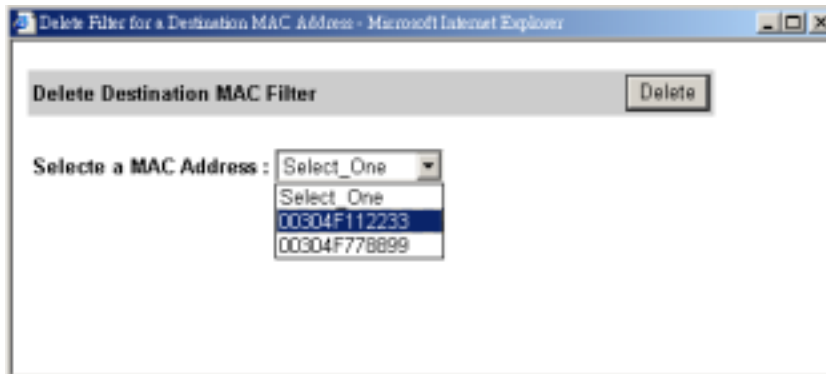 Delete Filter for a Destination MAC Address - Microsoft Internet Explorer
Delete Destination MAC Filter
Delete
Selecte a MAC Address : Select_One
Select_One
00304F112233
00304F778899